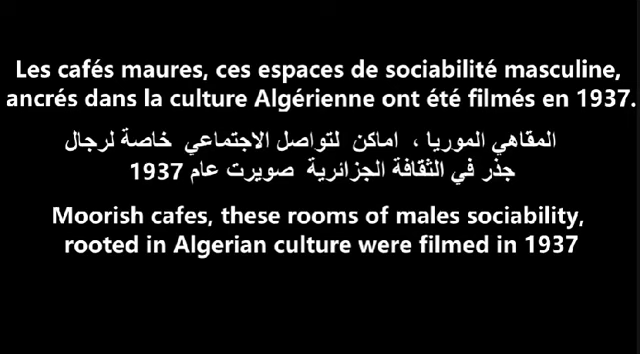 Les cafés maures, ces espaces de sociabilité masculine,
ancrés dans la culture Algérienne ont été filmés en 1937.
المقاهي الموريا ، اماكن لتواصل الاجتماعي خاصة لرجال
جذر في الثقافة الجزائرية صويرت عام 1937
Moorish cafes, these rooms of males sociability,
rooted in Algerian culture were filmed in 1937